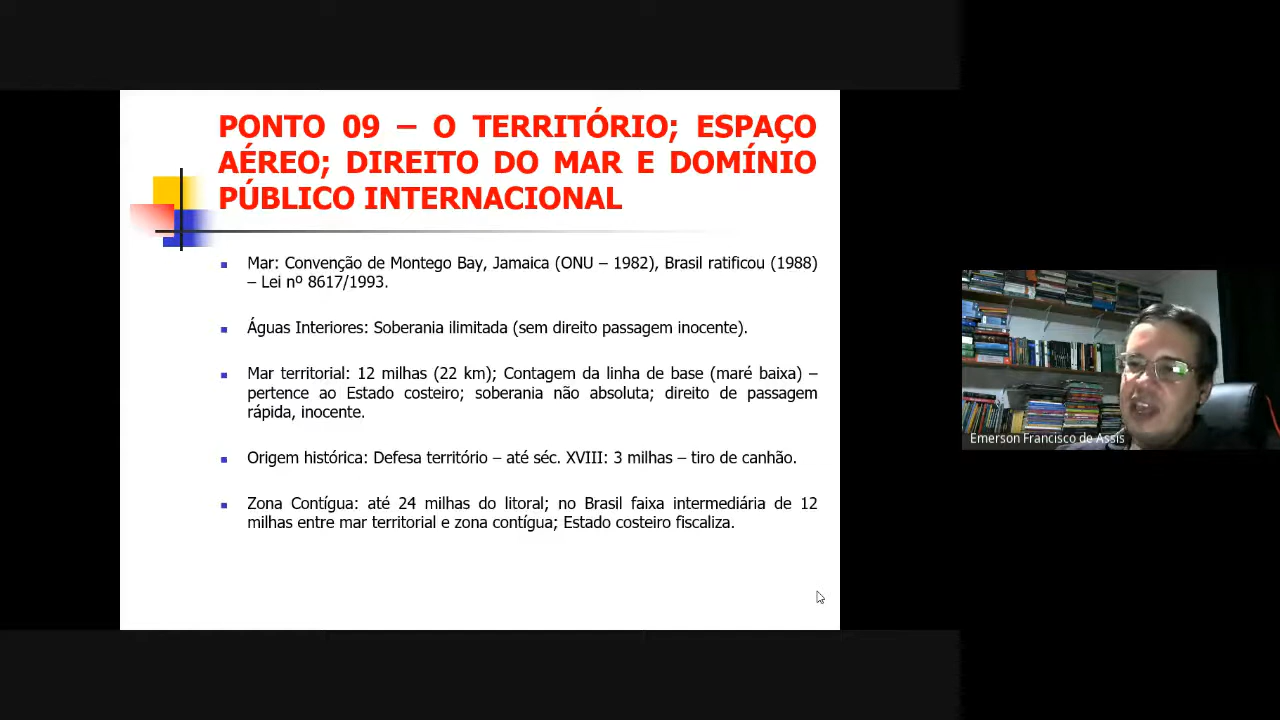 PONTO 09 – O TERRITÓRIO; ESPAÇO
AÉREO; DIREITO DO MAR E DOMÍNIO
PÚBLICO INTERNACIONAL
Mar: Convenção de Montego Bay, Jamaica (ONU – 1982), Brasil ratificou (1988)
– Lei nº 8617/1993.
Águas Interiores: Soberania ilimitada (sem direito passagem inocente).
Mar territorial: 12 milhas (22 km); Contagem da linha de base (maré baixa) –
pertence ao Estado costeiro; soberania não absoluta; direito de passagem
rápida, inocente.
Origem histórica: Defesa território – até séc. XVIII: 3 milhas – tiro de canhão.
Zona Contígua: até 24 milhas do litoral; no Brasil faixa intermediária de 12
milhas entre mar territorial e zona contígua; Estado costeiro fiscaliza.
Emerson Francisco de Assis